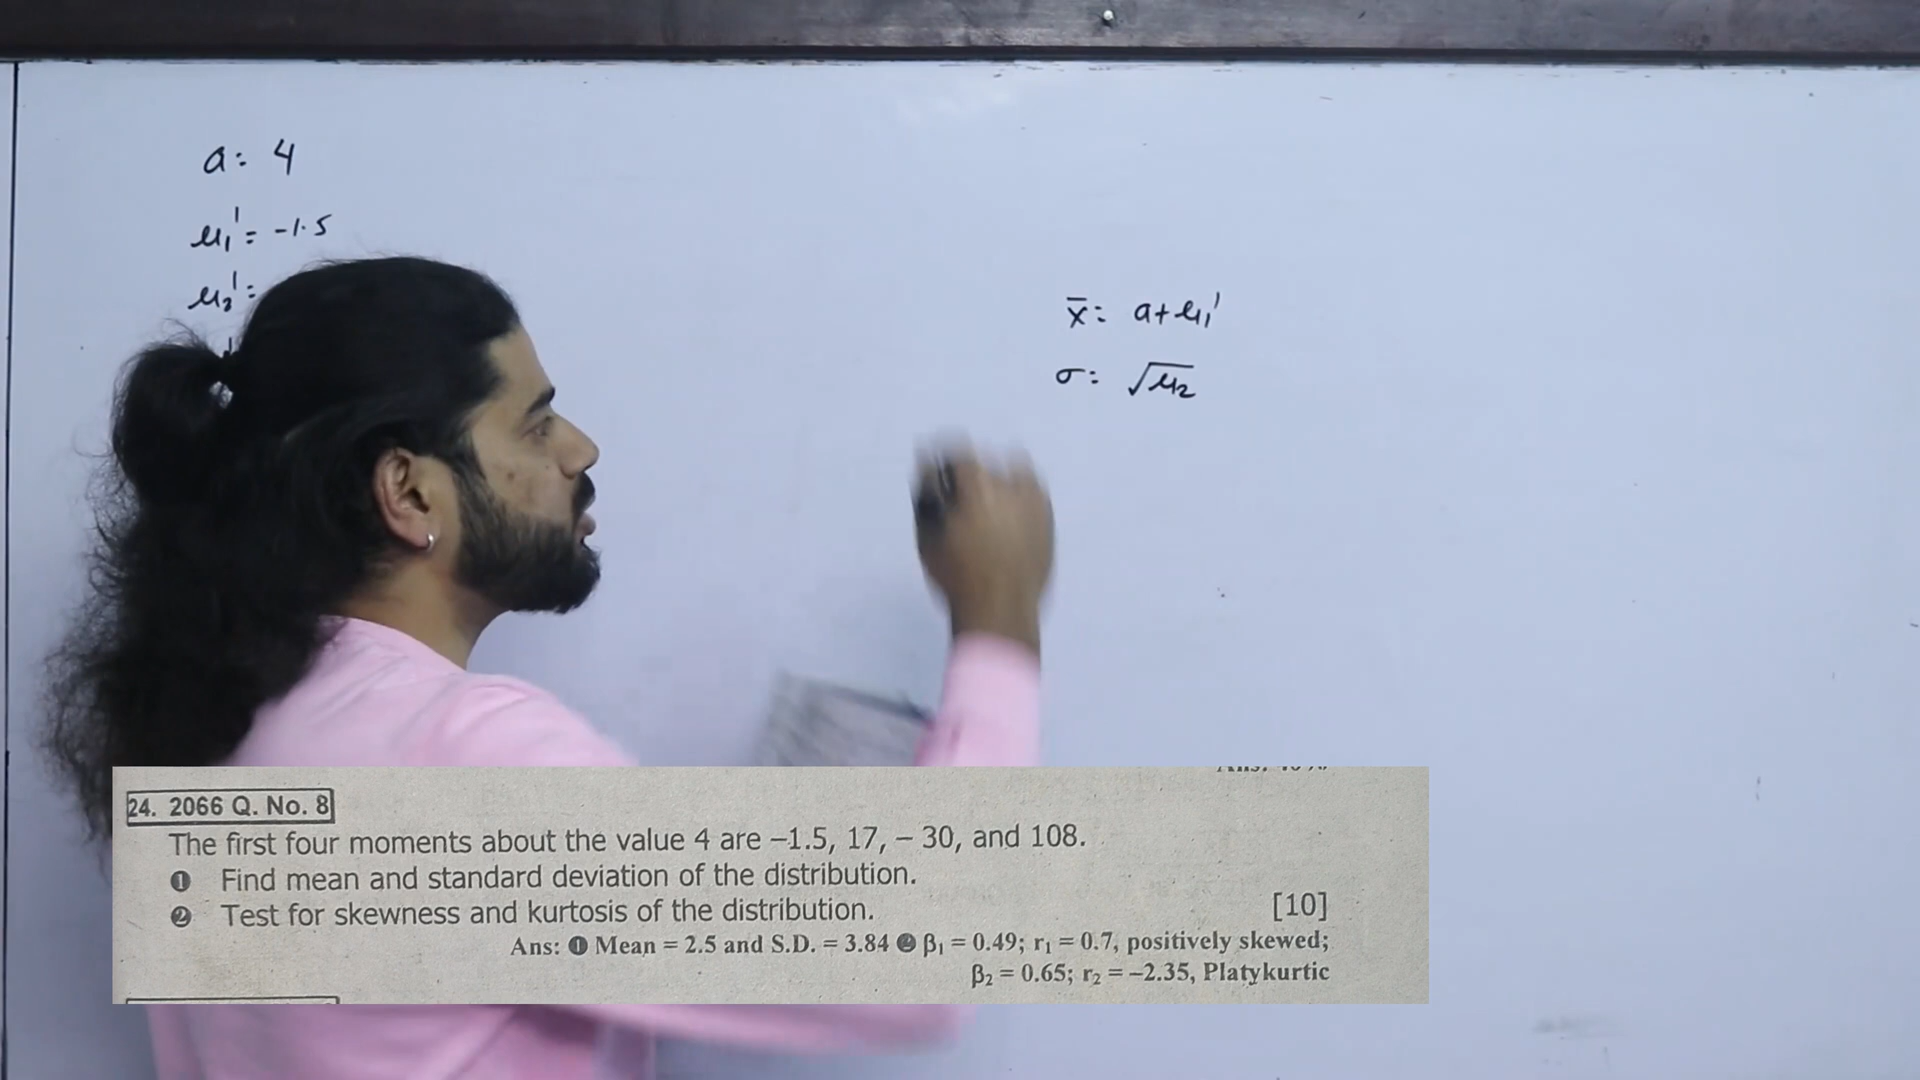 a: 4
μ₁' = -1.5
μ₂' =
x̄: a+μ₁'
σ: √μ₂
24. 2066 Q. No. 8
The first four moments about the value 4 are –1.5, 17, – 30, and 108.
❶ Find mean and standard deviation of the distribution.
❷ Test for skewness and kurtosis of the distribution. [10]
Ans: ❶ Mean = 2.5 and S.D. = 3.84 ❷ β₁ = 0.49; r₁ = 0.7, positively skewed;
β₂ = 0.65; r₂ = –2.35, Platykurtic